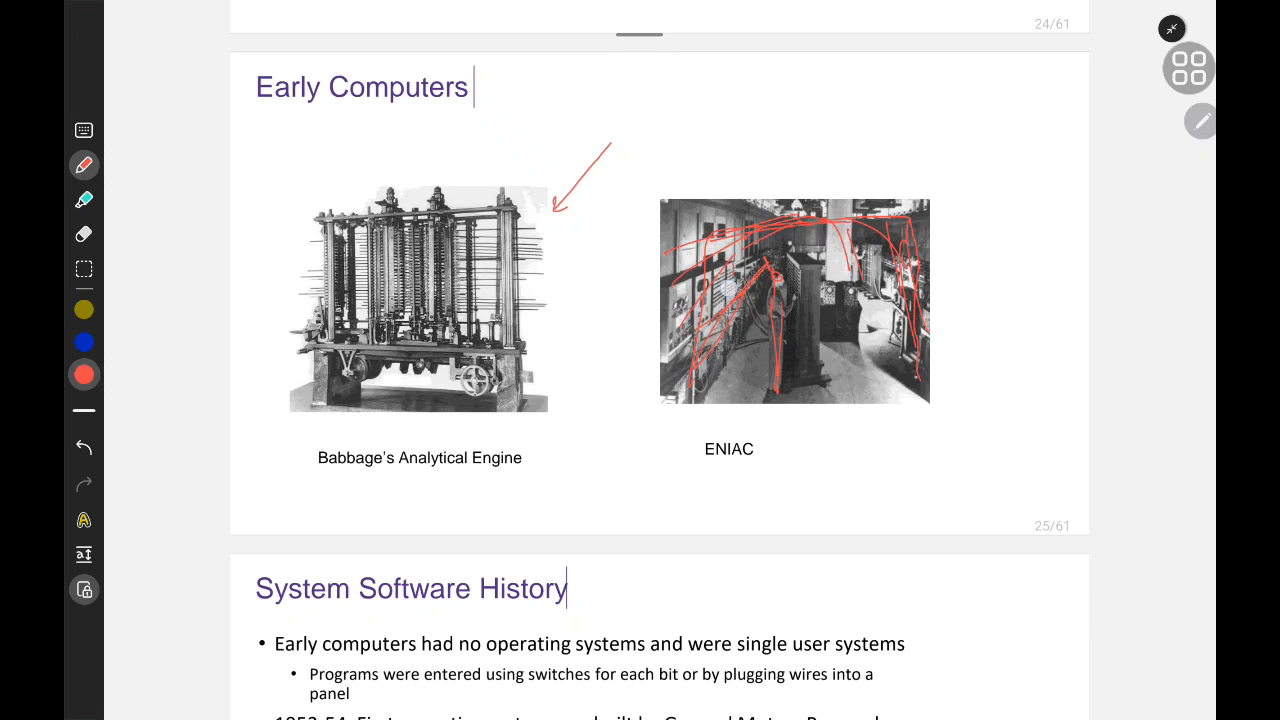 24/61
Early Computers
Babbage's Analytical Engine
ENIAC
25/61
System Software History
• Early computers had no operating systems and were single user systems
• Programs were entered using switches for each bit or by plugging wires into a
panel